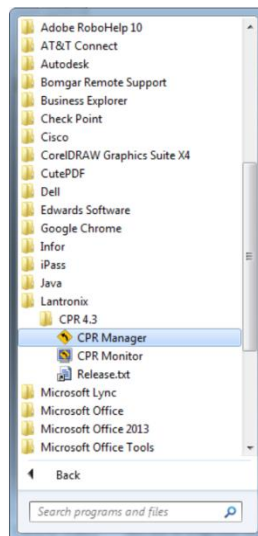 Adobe RoboHelp 10
AT&T Connect
Autodesk
Bomgar Remote Support
Business Explorer
Check Point
Cisco
CorelDRAW Graphics Suite X4
CutePDF
Dell
Edwards Software
Google Chrome
Infor
iPass
Java
Lantronix
CPR 4.3
CPR Manager
CPR Monitor
Release.txt
Microsoft Lync
Microsoft Office
Microsoft Office 2013
Microsoft Office Tools
Back
Search programs and files